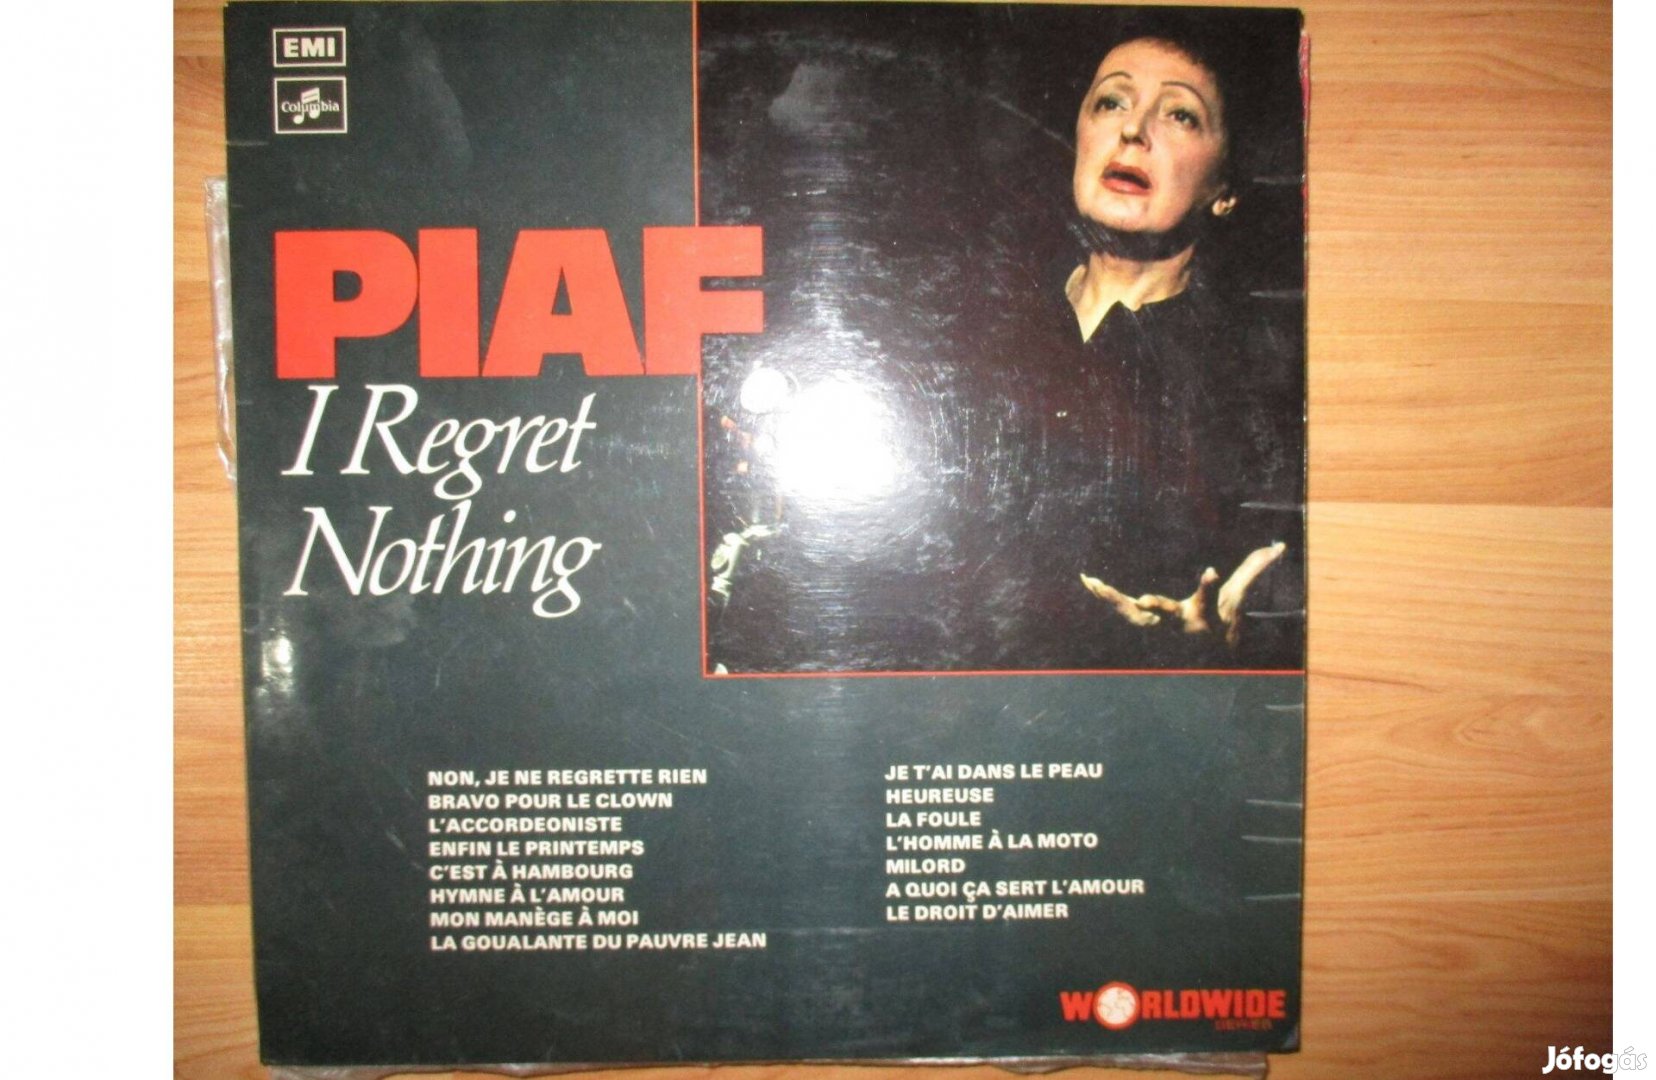 EMI
Columbia
PIAF
I Regret
Nothing
NON, JE NE REGRETTE RIEN
BRAVO POUR LE CLOWN
L'ACCORDEONISTE
ENFIN LE PRINTEMPS
C'EST À HAMBOURG
HYMNE À L'AMOUR
MON MANÈGE À MOI
LA GOUALANTE DU PAUVRE JEAN
JE T'AI DANS LE PEAU
HEUREUSE
LA FOULE
L'HOMME À LA MOTO
MILORD
A QUOI ÇA SERT L'AMOUR
LE DROIT D'AIMER
WORLDWIDE
SERIES
Jófogás